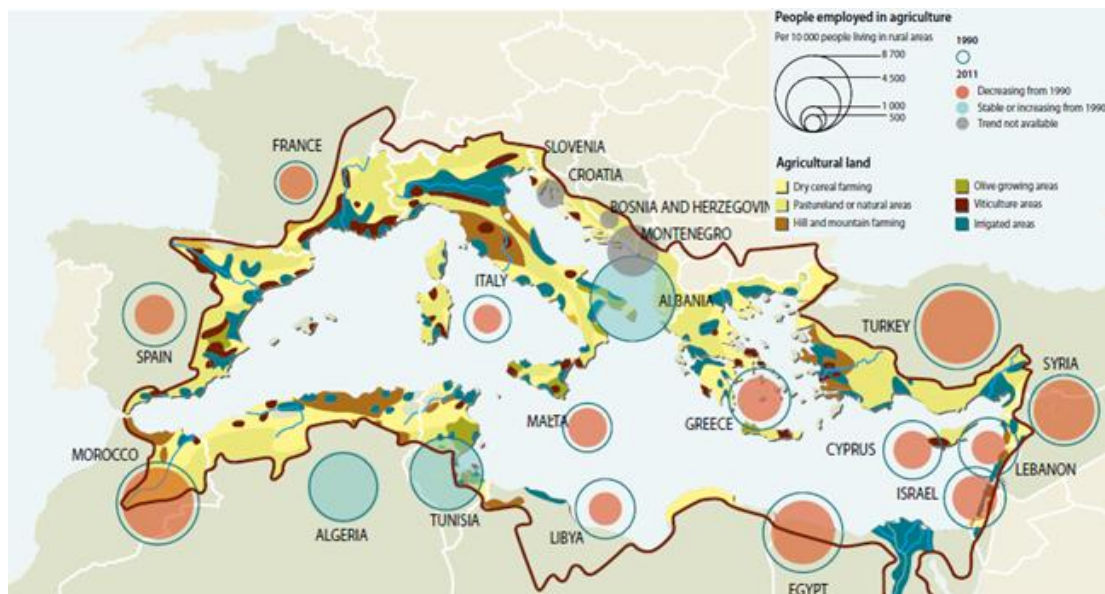 People employed in agriculture
Per 10 000 people living in rural areas
8 700
4 500
1 000
500
1990
2011
Decreasing from 1990
Stable or increasing from 1990
Trend not available
Agricultural land
Dry cereal farming
Pastureland or natural areas
Hill and mountain farming
Olive growing areas
Viticulture areas
Irrigated areas
FRANCE
SLOVENIA
CROATIA
BOSNIA AND HERZEGOVIN
MONTENEGRO
ITALY
ALBANIA
SPAIN
TURKEY
SYRIA
MALTA
GREECE
CYPRUS
LEBANON
MOROCCO
ISRAEL
ALGERIA
TUNISIA
LIBYA
EGYPT